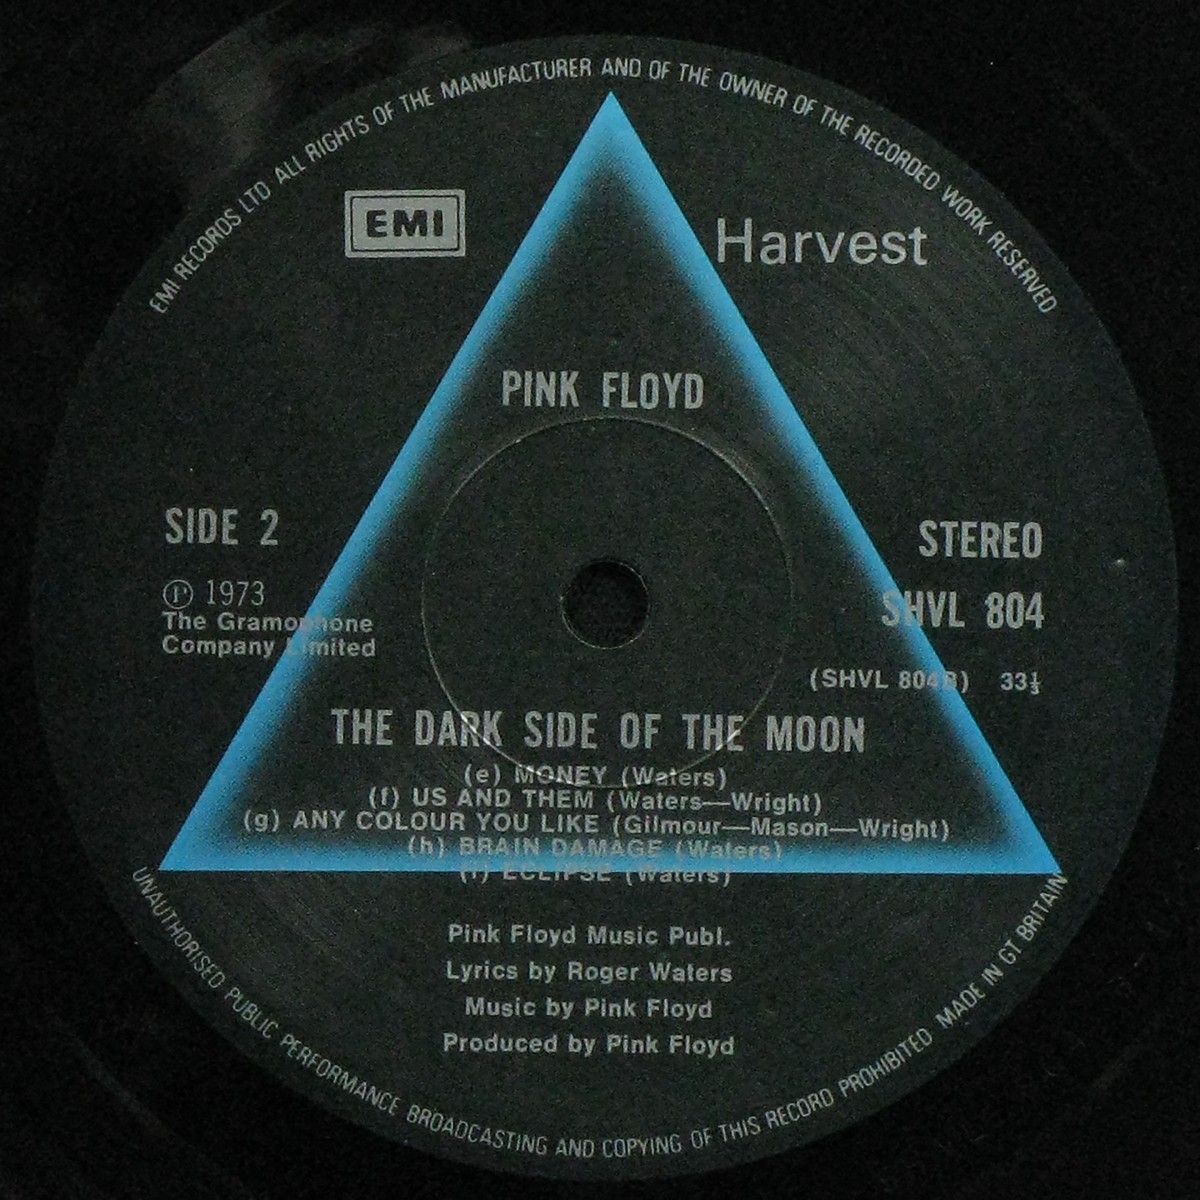 EMI RECORDS LTD ALL RIGHTS OF THE MANUFACTURER AND OF THE OWNER OF THE RECORDED WORK RESERVED
EMI
Harvest
PINK FLOYD
SIDE 2
STEREO
Ⓟ 1973
The Gramophone
Company Limited
SHVL 804
(SHVL 804B) 33⅓
THE DARK SIDE OF THE MOON
(e) MONEY (Waters)
(f) US AND THEM (Waters—Wright)
(g) ANY COLOUR YOU LIKE (Gilmour—Mason—Wright)
(h) BRAIN DAMAGE (Waters)
(i) ECLIPSE (Waters)
Pink Floyd Music Publ.
Lyrics by Roger Waters
Music by Pink Floyd
Produced by Pink Floyd
UNAUTHORISED PUBLIC PERFORMANCE BROADCASTING AND COPYING OF THIS RECORD PROHIBITED MADE IN GT BRITAIN